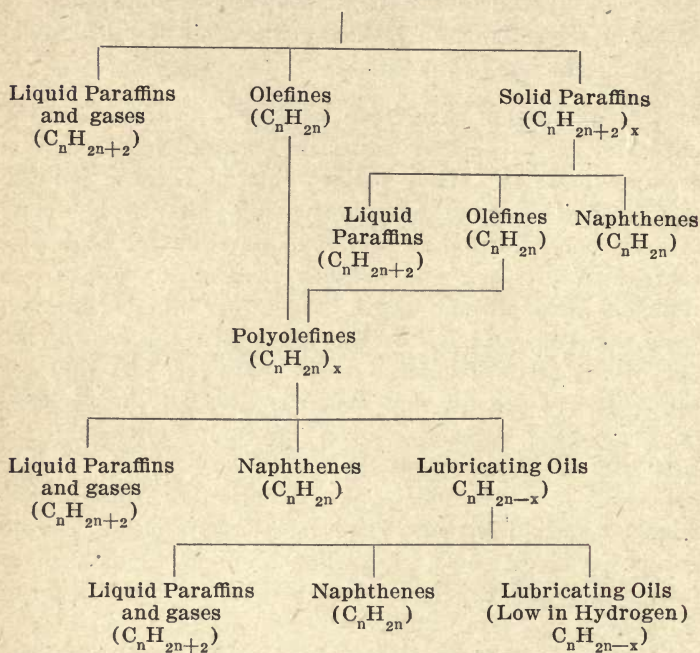 Liquid Paraffins
and gases
(CnH2n+2)
Olefines
(CnH2n)
Solid Paraffins
(CnH2n+2)x
Liquid
Paraffins
(CnH2n+2)
Olefines
(CnH2n)
Naphthenes
(CnH2n)
Polyolefines
(CnH2n)x
Liquid Paraffins
and gases
(CnH2n+2)
Naphthenes
(CnH2n)
Lubricating Oils
CnH2n—x)
Liquid Paraffins
and gases
(CnH2n+2)
Naphthenes
(CnH2n)
Lubricating Oils
(Low in Hydrogen)
CnH2n—x)